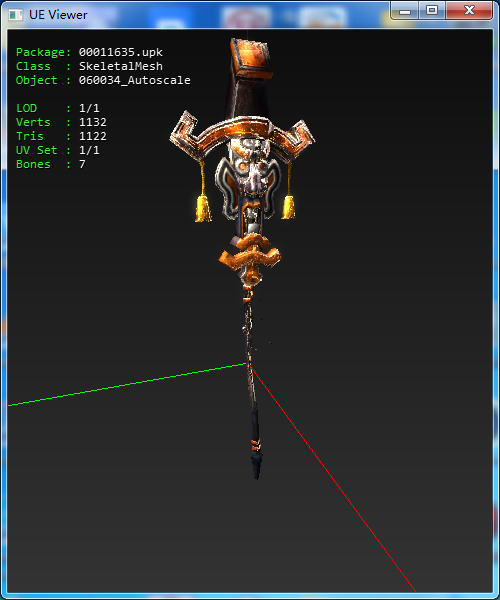 UE Viewer
Package: 00011635.upk
Class : SkeletalMesh
Object : 060034_Autoscale
LOD : 1/1
Verts : 1132
Tris : 1122
UV Set : 1/1
Bones : 7